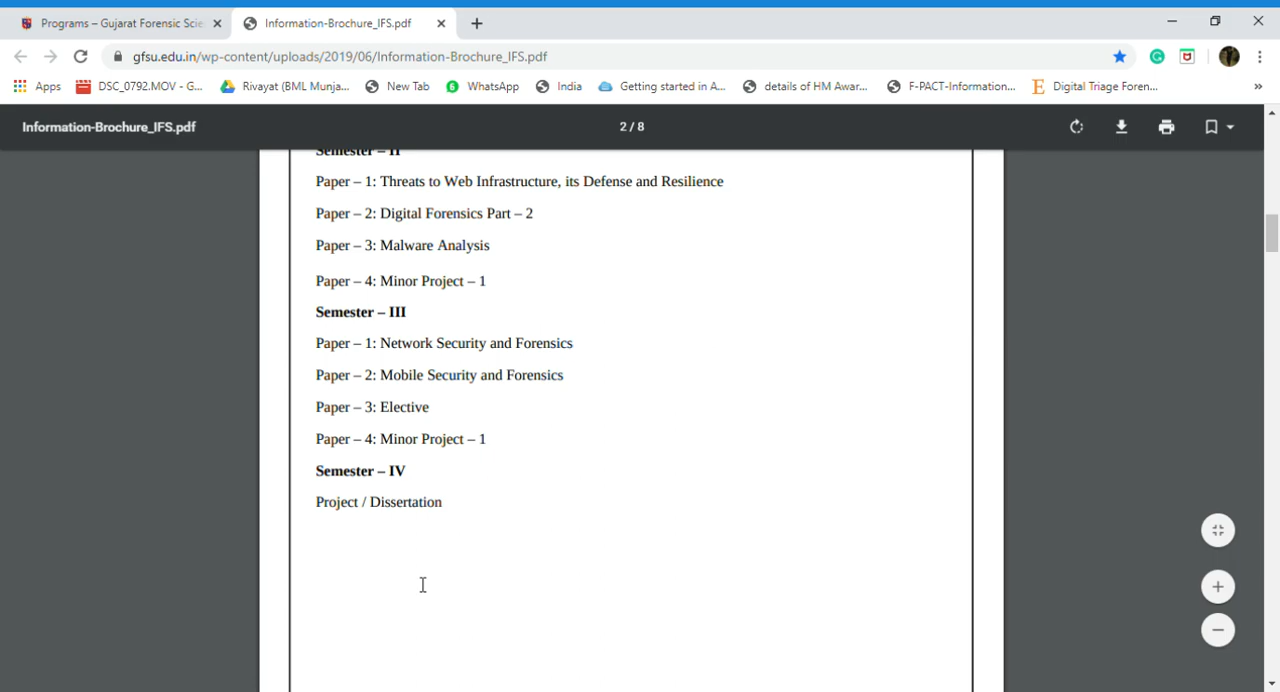 Programs – Gujarat Forensic Scie
Information-Brochure_IFS.pdf
gfsu.edu.in/wp-content/uploads/2019/06/Information-Brochure_IFS.pdf
Apps
DSC_0792.MOV - G...
Rivayat (BML Munja...
New Tab
WhatsApp
India
Getting started in A...
details of HM Awar...
F-PACT-Information...
Digital Triage Foren...
»
Information-Brochure_IFS.pdf
2 / 8
Semester – II
Paper – 1: Threats to Web Infrastructure, its Defense and Resilience
Paper – 2: Digital Forensics Part – 2
Paper – 3: Malware Analysis
Paper – 4: Minor Project – 1
Semester – III
Paper – 1: Network Security and Forensics
Paper – 2: Mobile Security and Forensics
Paper – 3: Elective
Paper – 4: Minor Project – 1
Semester – IV
Project / Dissertation